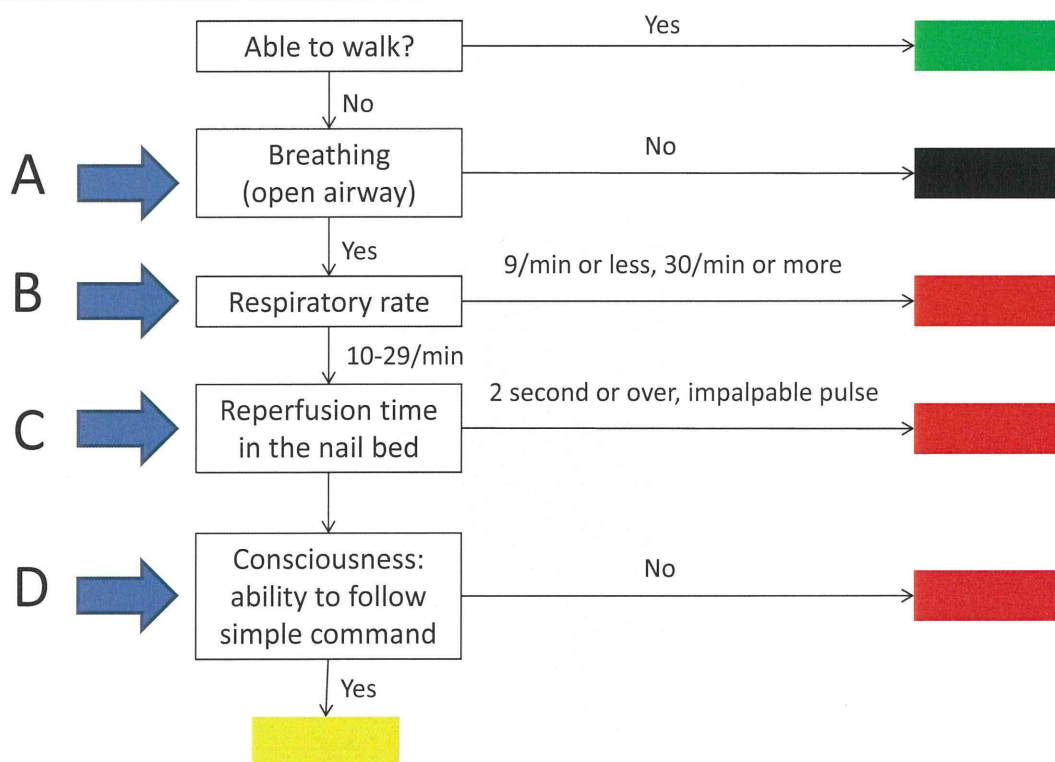 Able to walk?
Yes
No
A
Breathing
(open airway)
No
Yes
B
Respiratory rate
9/min or less, 30/min or more
10-29/min
C
Reperfusion time
in the nail bed
2 second or over, impalpable pulse
D
Consciousness:
ability to follow
simple command
No
Yes